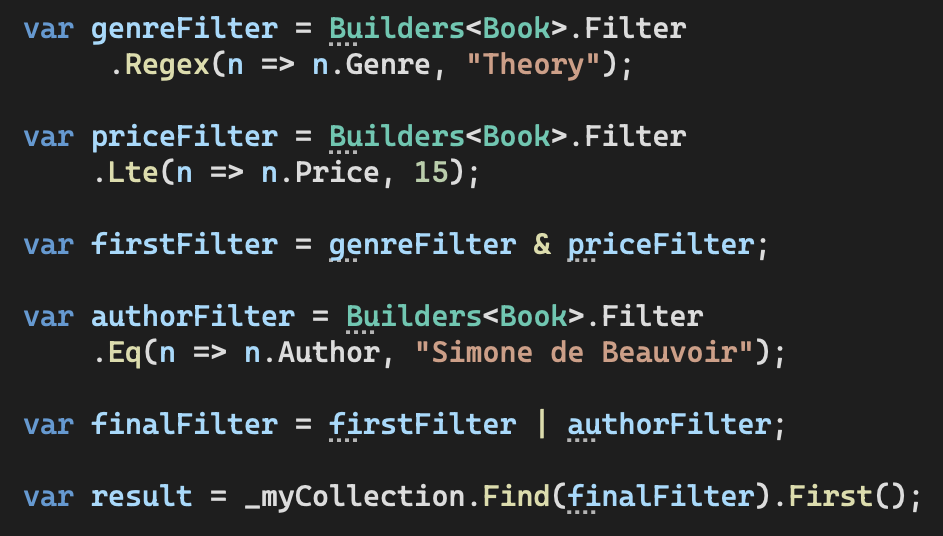 var genreFilter = Builders<Book>.Filter
.Regex(n => n.Genre, "Theory");
var priceFilter = Builders<Book>.Filter
.Lte(n => n.Price, 15);
var firstFilter = genreFilter & priceFilter;
var authorFilter = Builders<Book>.Filter
.Eq(n => n.Author, "Simone de Beauvoir");
var finalFilter = firstFilter | authorFilter;
var result = _myCollection.Find(finalFilter).First();